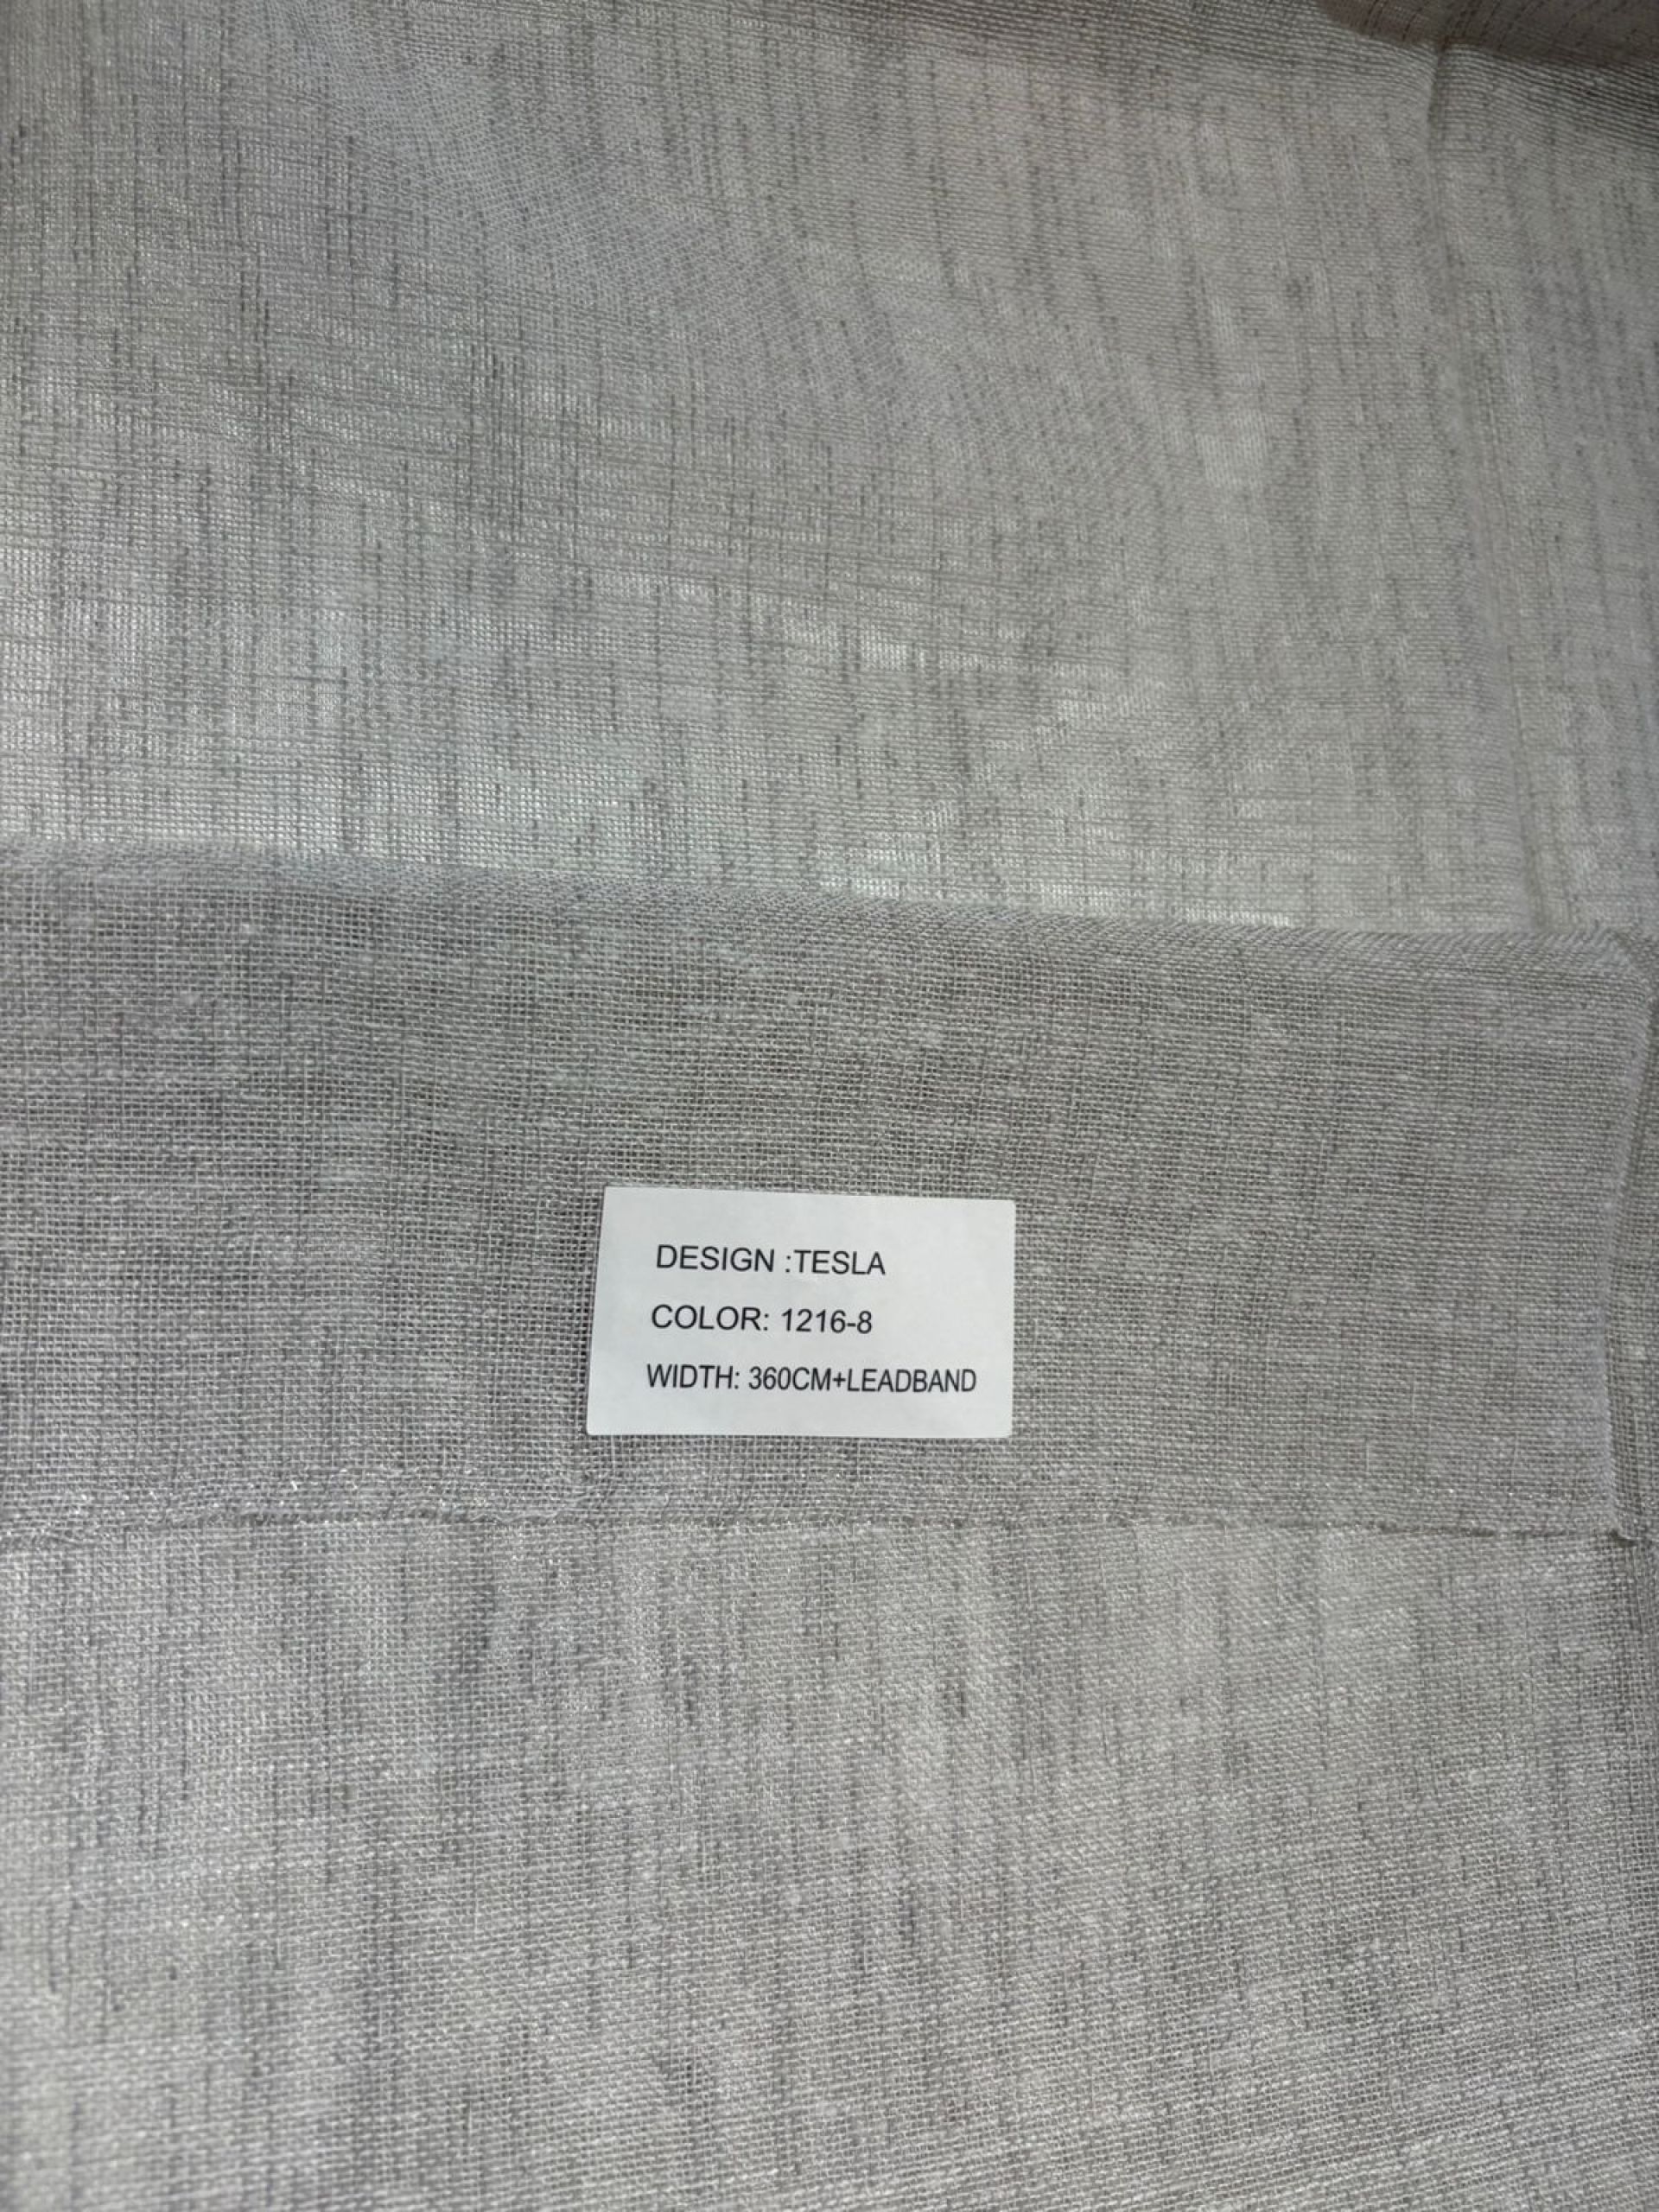 DESIGN :TESLA
COLOR: 1216-8
WIDTH: 360CM+LEADBAND